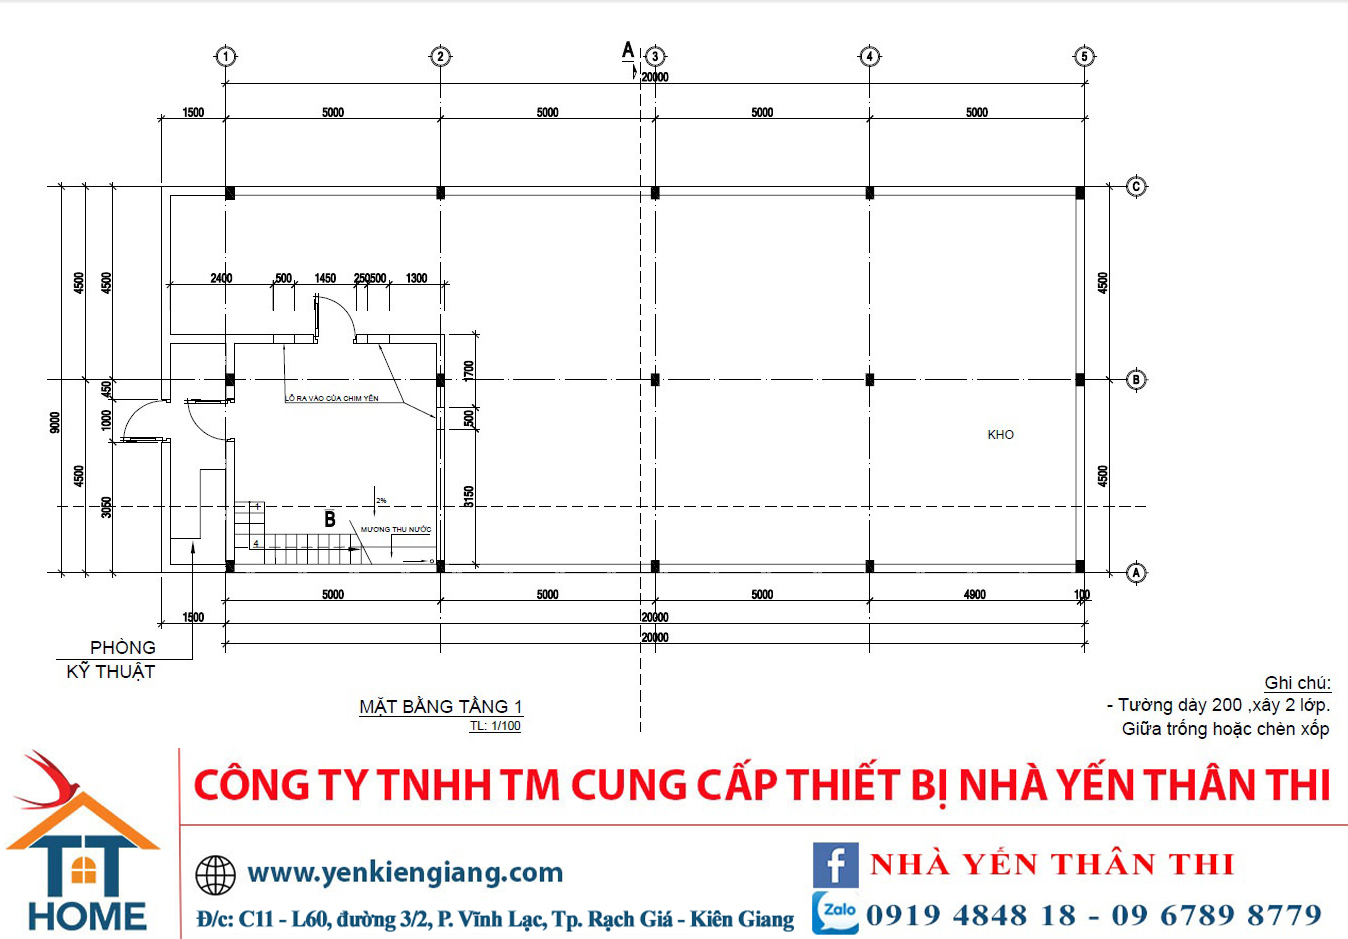 1 2 A 3 4 5
20000
1500 5000 5000 5000 5000
C
2400 500 1450 250 500 1300
4500 4500 4500
1700
B
450
LỖ RA VÀO CỦA CHIM YẾN
9000 1000 500
KHO
4500 3050 3150 4500
1 2%
B
MƯƠNG THU NƯỚC
4
A
5000 5000 5000 4900 100
1500 20000
20000
PHÒNG
KỸ THUẬT
MẶT BẰNG TẦNG 1
TL: 1/100
Ghi chú:
- Tường dày 200 ,xây 2 lớp.
Giữa trống hoặc chèn xốp
CÔNG TY TNHH TM CUNG CẤP THIẾT BỊ NHÀ YẾN THÂN THI
TT
HOME
www.yenkiengiang.com
Đ/c: C11 - L60, đường 3/2, P. Vĩnh Lạc, Tp. Rạch Giá - Kiên Giang
f NHÀ YẾN THÂN THI
Zalo 0919 4848 18 - 09 6789 8779